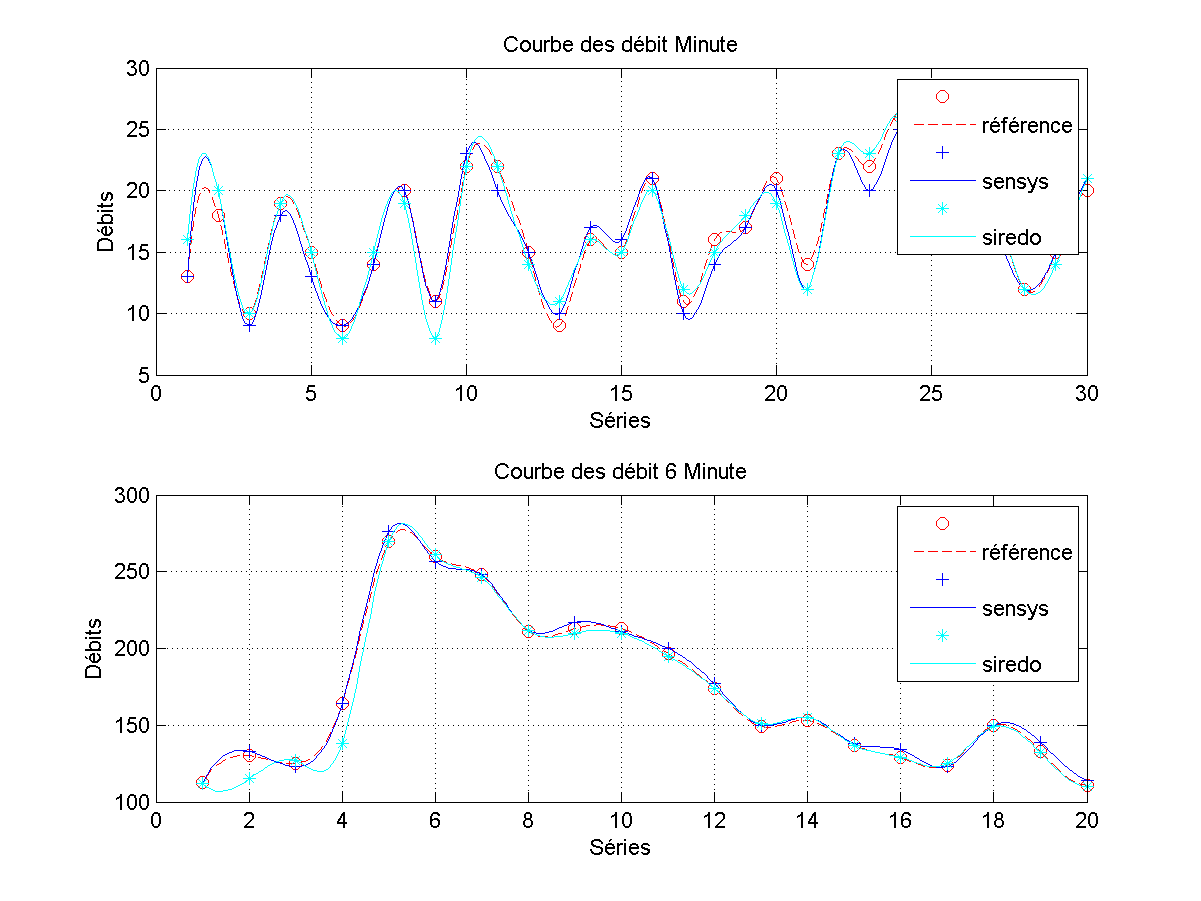 Courbe des débit Minute
30
25
20
15
10
5
Débits
0 5 10 15 20 25 30
Séries
référence
sensys
siredo
Courbe des débit 6 Minute
300
250
200
150
100
Débits
0 2 4 6 8 10 12 14 16 18 20
Séries
référence
sensys
siredo